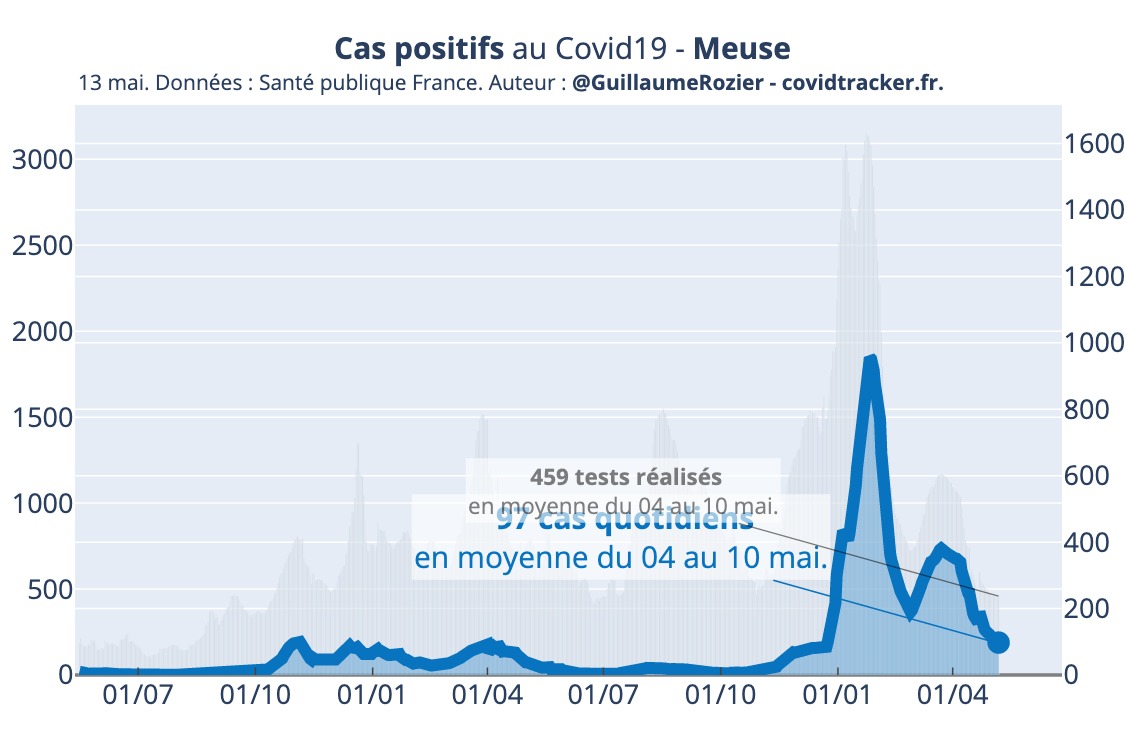 Cas positifs au Covid19 - Meuse
13 mai. Données : Santé publique France. Auteur : @GuillaumeRozier - covidtracker.fr.
3000
2500
2000
1500
1000
500
0
1600
1400
1200
1000
800
600
400
200
0
459 tests réalisés
en moyenne du 04 au 10 mai.
97 cas quotidiens
en moyenne du 04 au 10 mai.
01/07 01/10 01/01 01/04 01/07 01/10 01/01 01/04